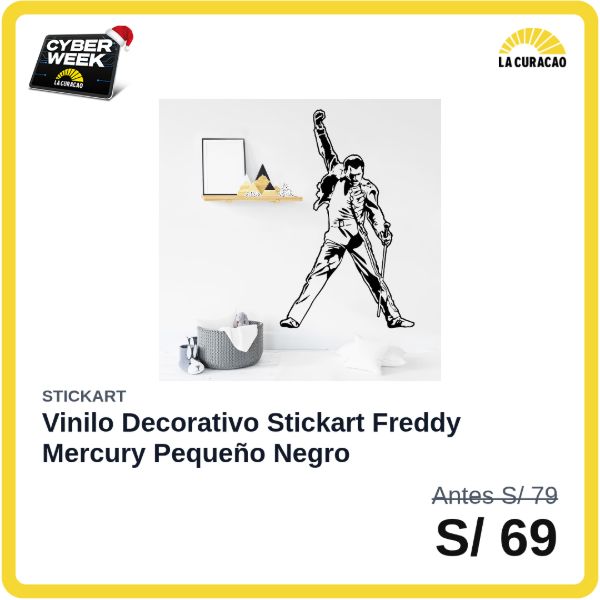 CYBER
WEEK
LA CURACAO
LA CURACAO
STICKART
Vinilo Decorativo Stickart Freddy
Mercury Pequeño Negro
Antes S/ 79
S/ 69